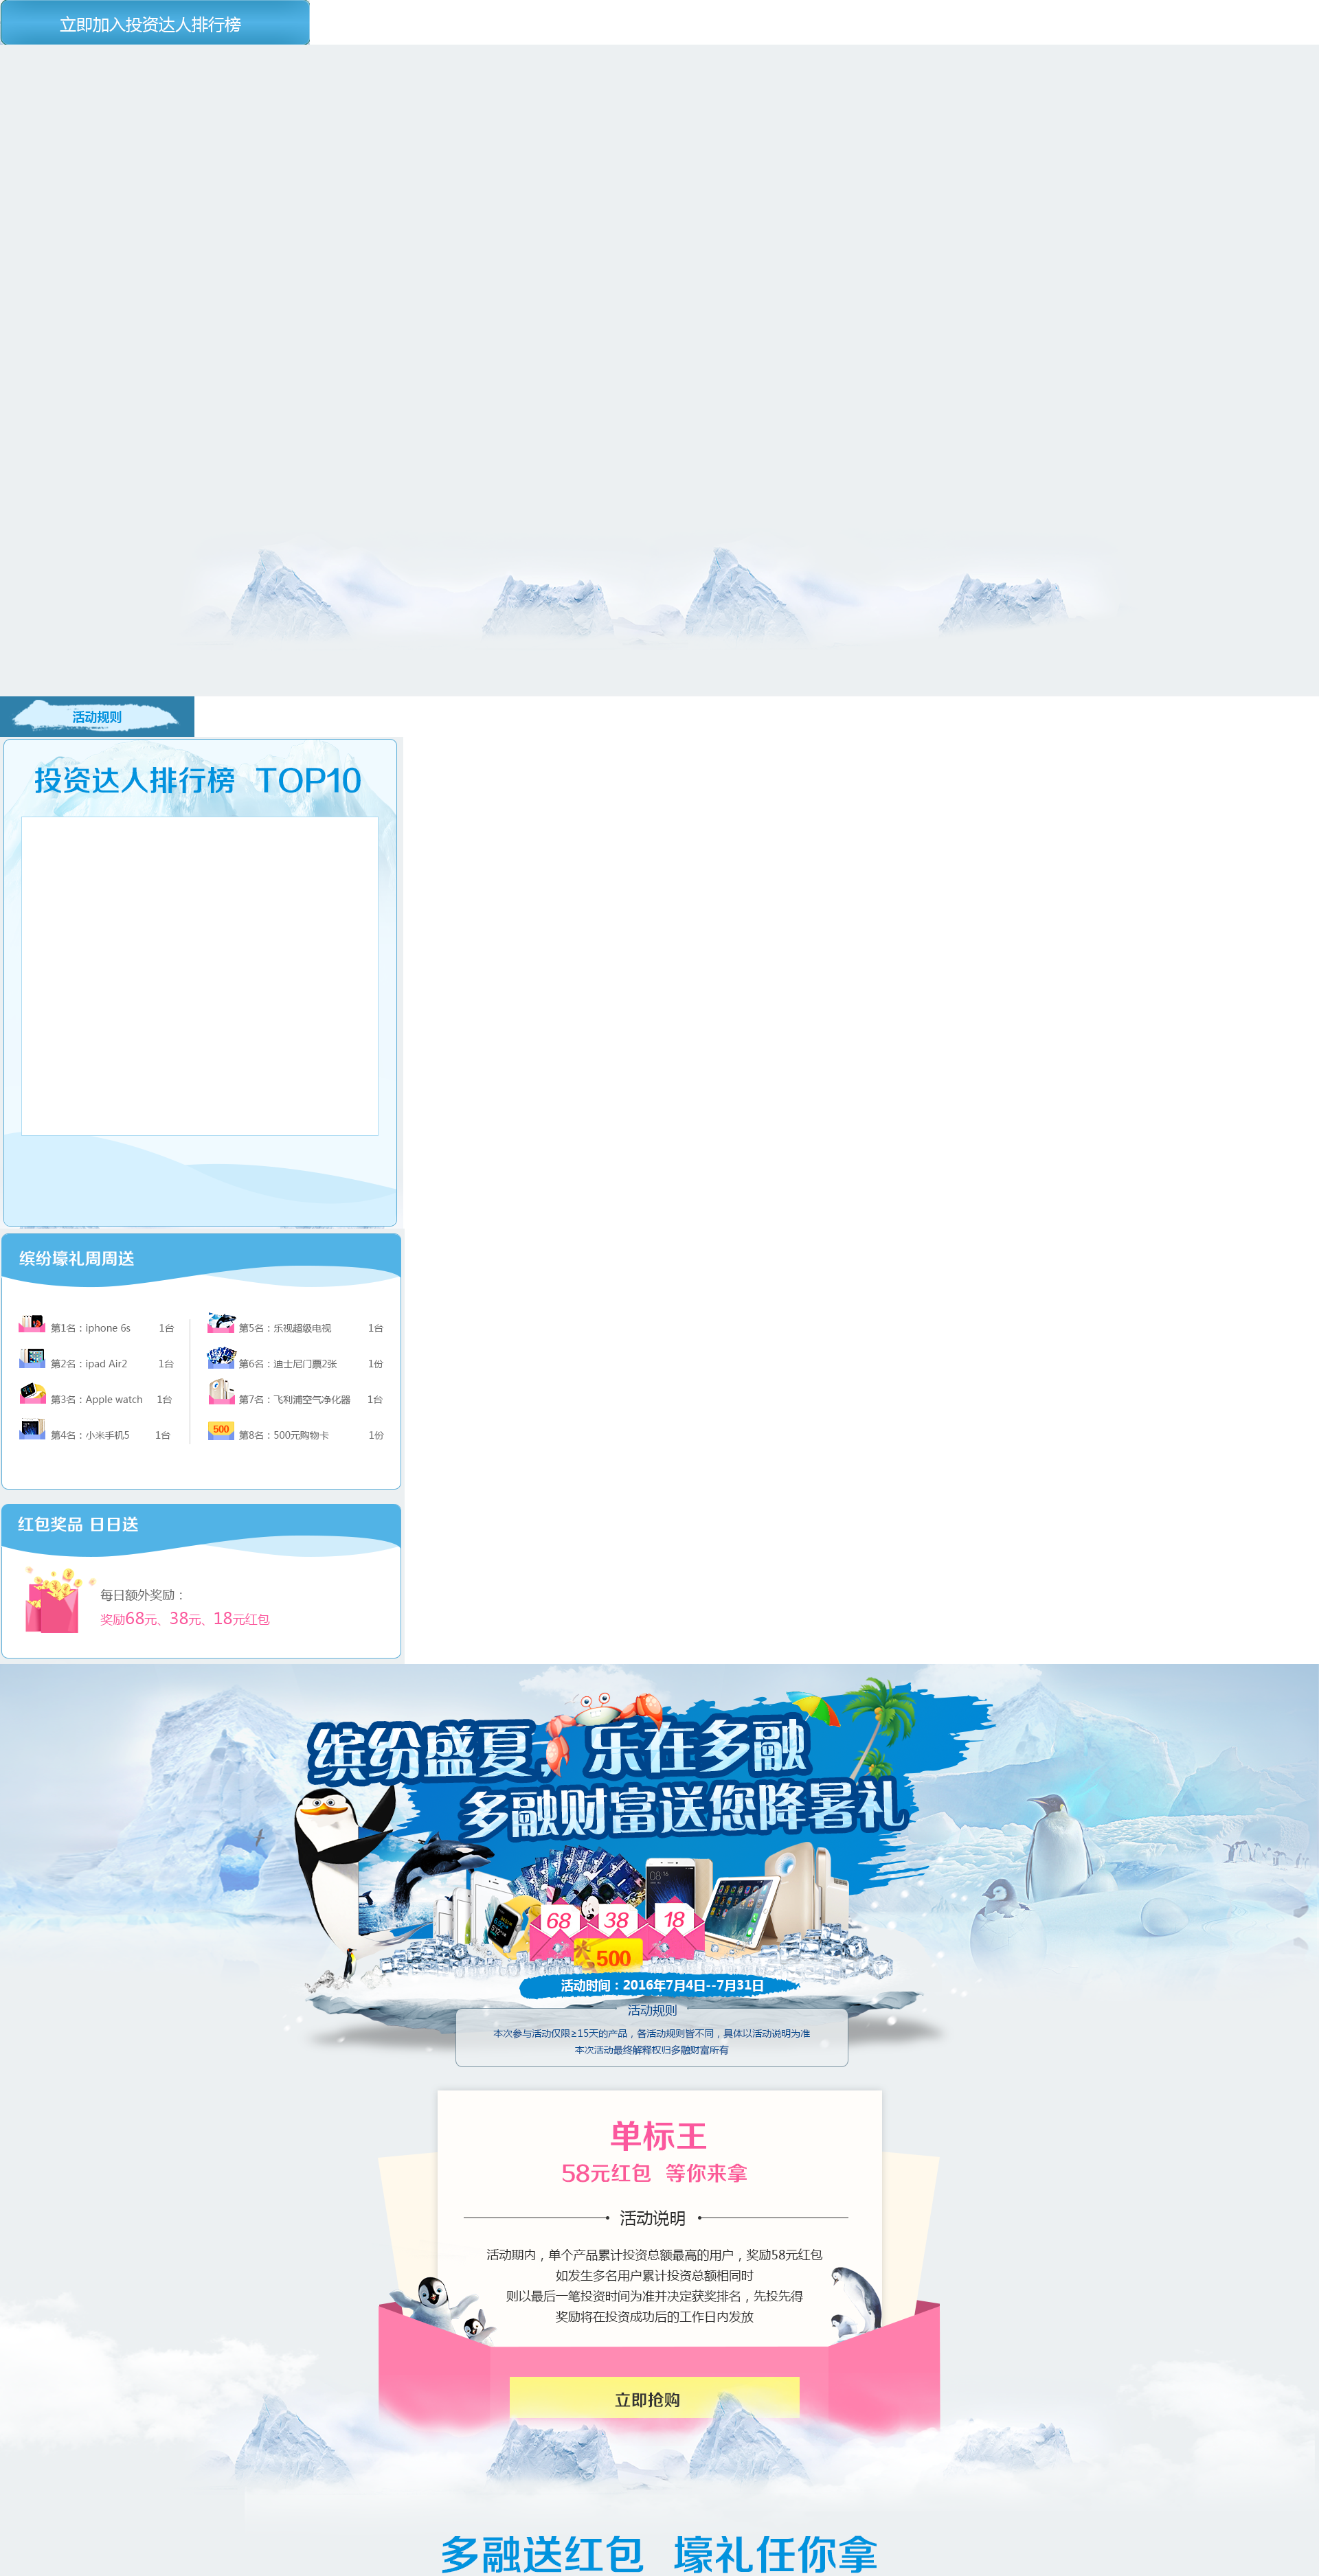 立即加入投资达人排行榜
活动规则
投资达人排行榜 TOP10
缤纷壕礼周周送
第1名：iphone 6s 1台
第2名：ipad Air2 1台
第3名：Apple watch 1台
第4名：小米手机5 1台
第5名：乐视超级电视 1台
第6名：迪士尼门票2张 1份
第7名：飞利浦空气净化器 1台
500
第8名：500元购物卡 1份
红包奖品 日日送
每日额外奖励：
奖励68元、38元、18元红包
缤纷盛夏，乐在多融
多融财富送您降暑礼
08
68 38 18
500
活动时间：2016年7月4日--7月31日
活动规则
本次参与活动仅限≥15天的产品，各活动规则皆不同，具体以活动说明为准
本次活动最终解释权归多融财富所有
单标王
58元红包 等你来拿
活动说明
活动期内，单个产品累计投资总额最高的用户，奖励58元红包
如发生多名用户累计投资总额相同时
则以最后一笔投资时间为准并决定获奖排名，先投先得
奖励将在投资成功后的工作日内发放
立即抢购
多融送红包 壕礼任你拿